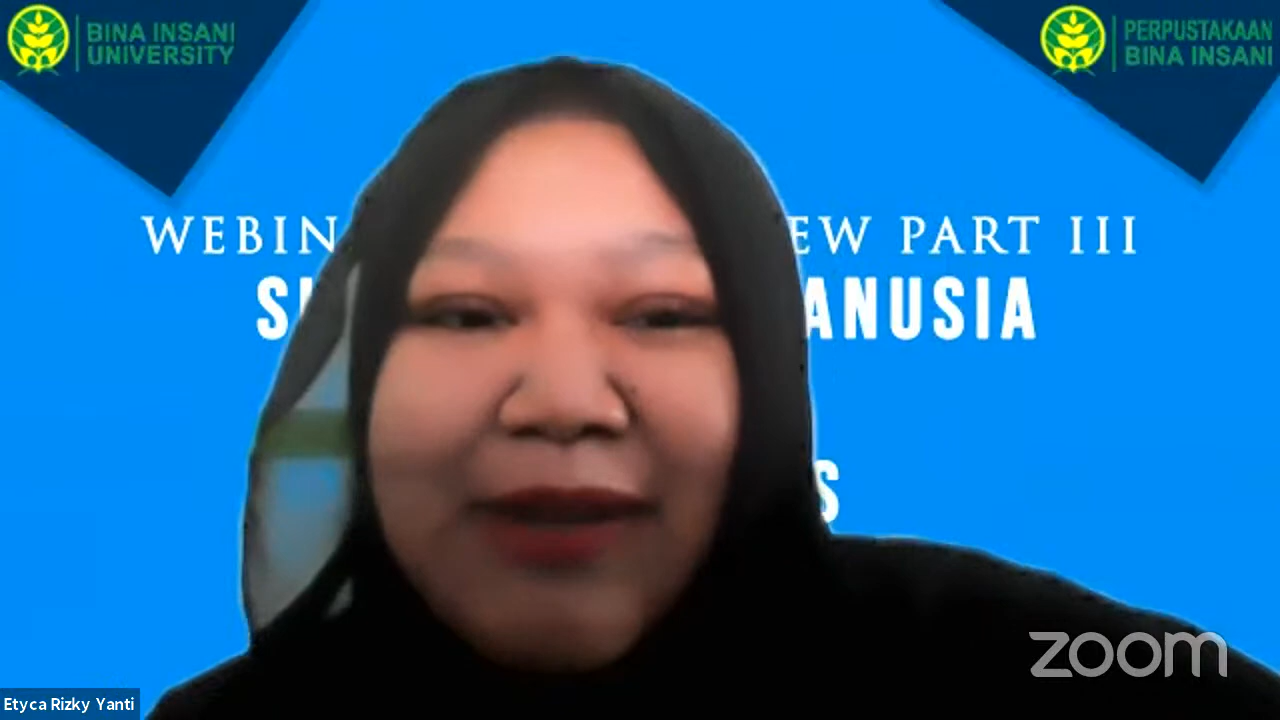 BINA INSANI
UNIVERSITY
PERPUSTAKAAN
BINA INSANI
WEBIN EW PART III
S ANUSIA
S
zoom
Etyca Rizky Yanti